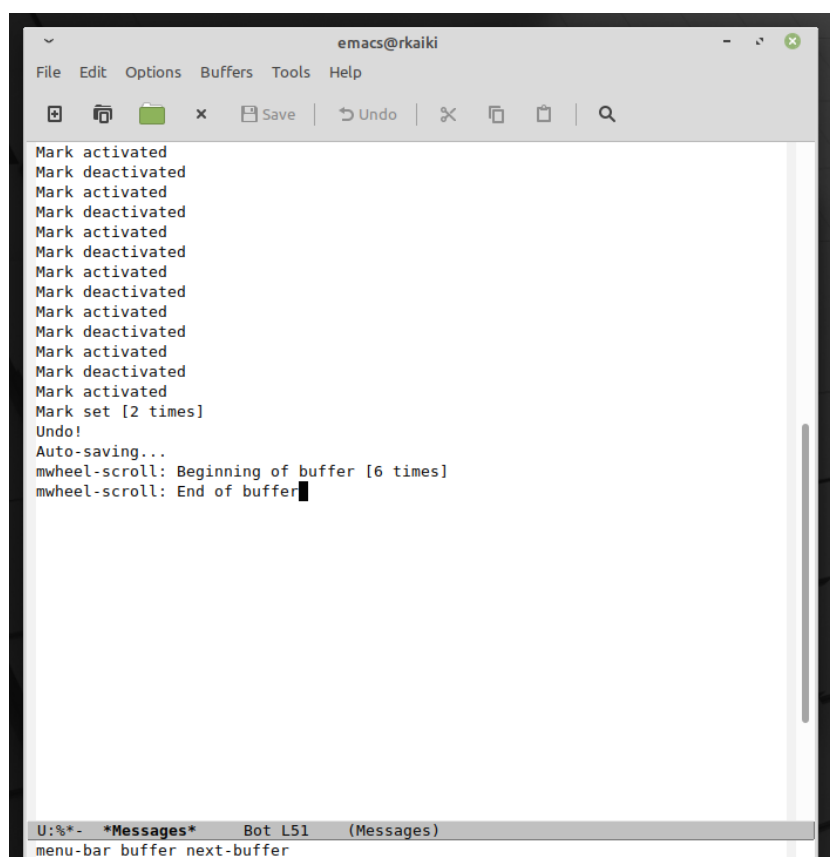 emacs@rkaiki
File Edit Options Buffers Tools Help
Save Undo
Mark activated
Mark deactivated
Mark activated
Mark deactivated
Mark activated
Mark deactivated
Mark activated
Mark deactivated
Mark activated
Mark deactivated
Mark activated
Mark deactivated
Mark activated
Mark set [2 times]
Undo!
Auto-saving...
mwheel-scroll: Beginning of buffer [6 times]
mwheel-scroll: End of buffer
U:%*- *Messages* Bot L51 (Messages)
menu-bar buffer next-buffer